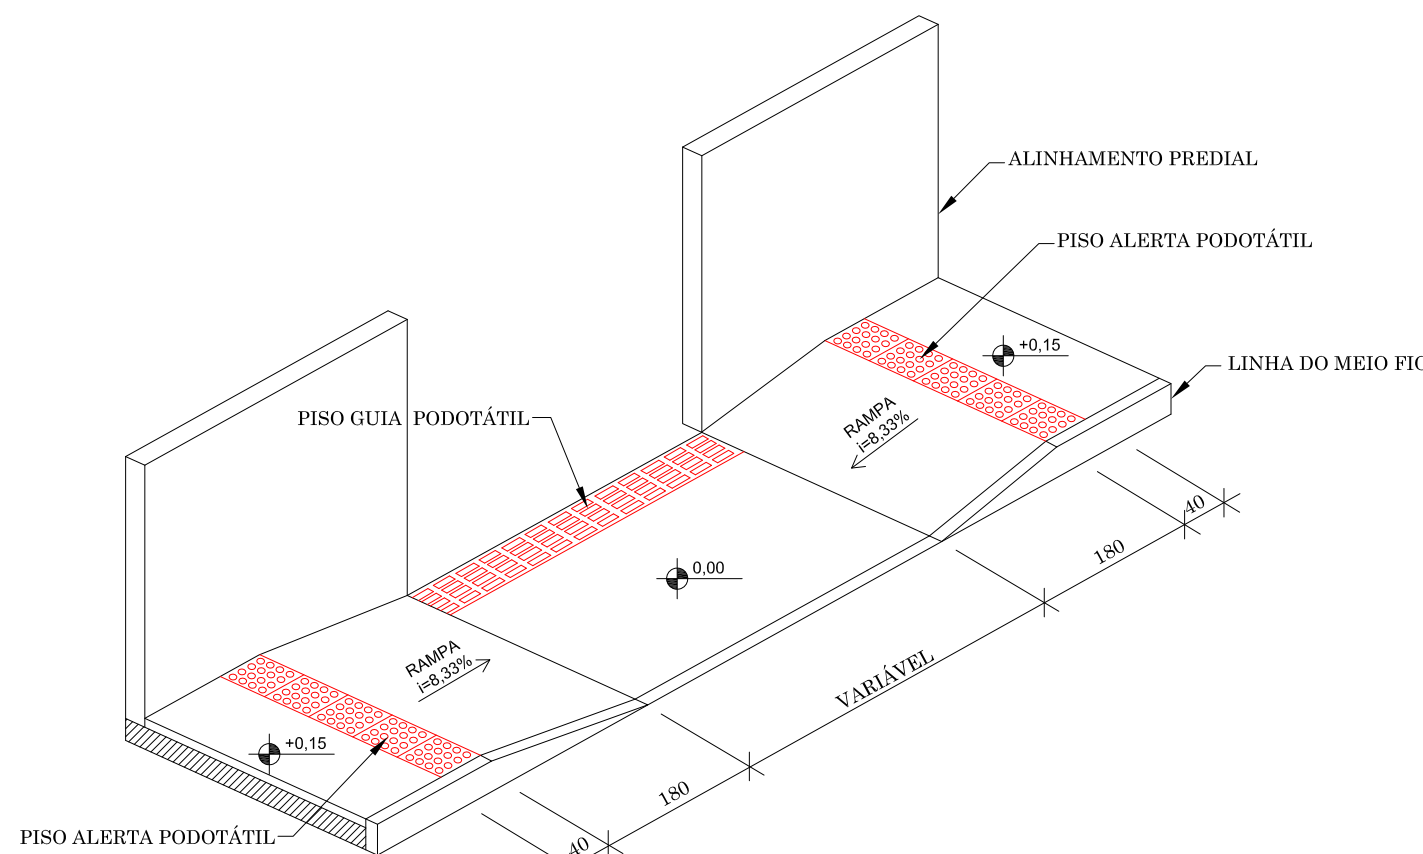 ALINHAMENTO PREDIAL
PISO ALERTA PODOTÁTIL
+0,15
LINHA DO MEIO
RAMPA
i=8,33%
PISO GUIA PODOTÁTIL
40
180
0,00
VARIÁVEL
RAMPA
i=8,33%
+0,15
180
PISO ALERTA PODOTÁTIL
40